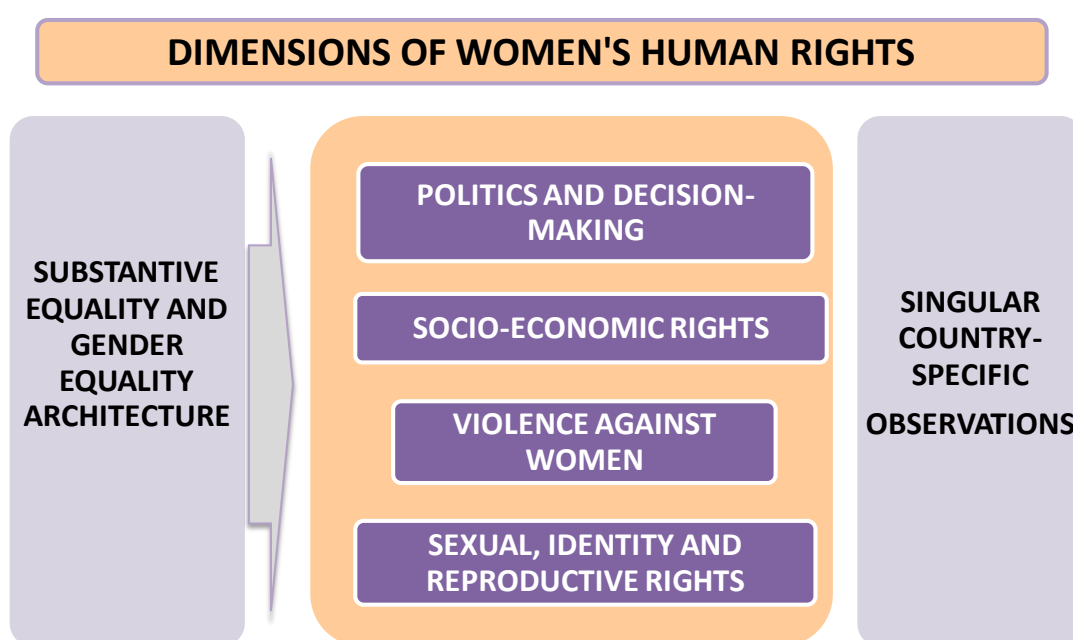 DIMENSIONS OF WOMEN'S HUMAN RIGHTS
SUBSTANTIVE
EQUALITY AND
GENDER
EQUALITY
ARCHITECTURE
POLITICS AND DECISION-
MAKING
SOCIO-ECONOMIC RIGHTS
VIOLENCE AGAINST
WOMEN
SEXUAL, IDENTITY AND
REPRODUCTIVE RIGHTS
SINGULAR
COUNTRY-
SPECIFIC
OBSERVATIONS